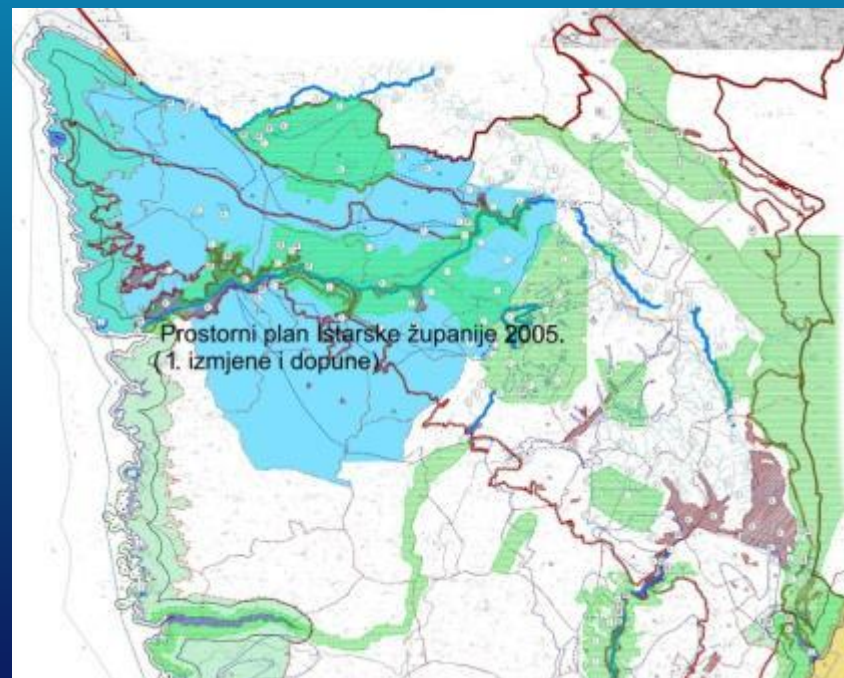 Prostorni plan Istarske županije 2005.
(1. izmjene i dopune)